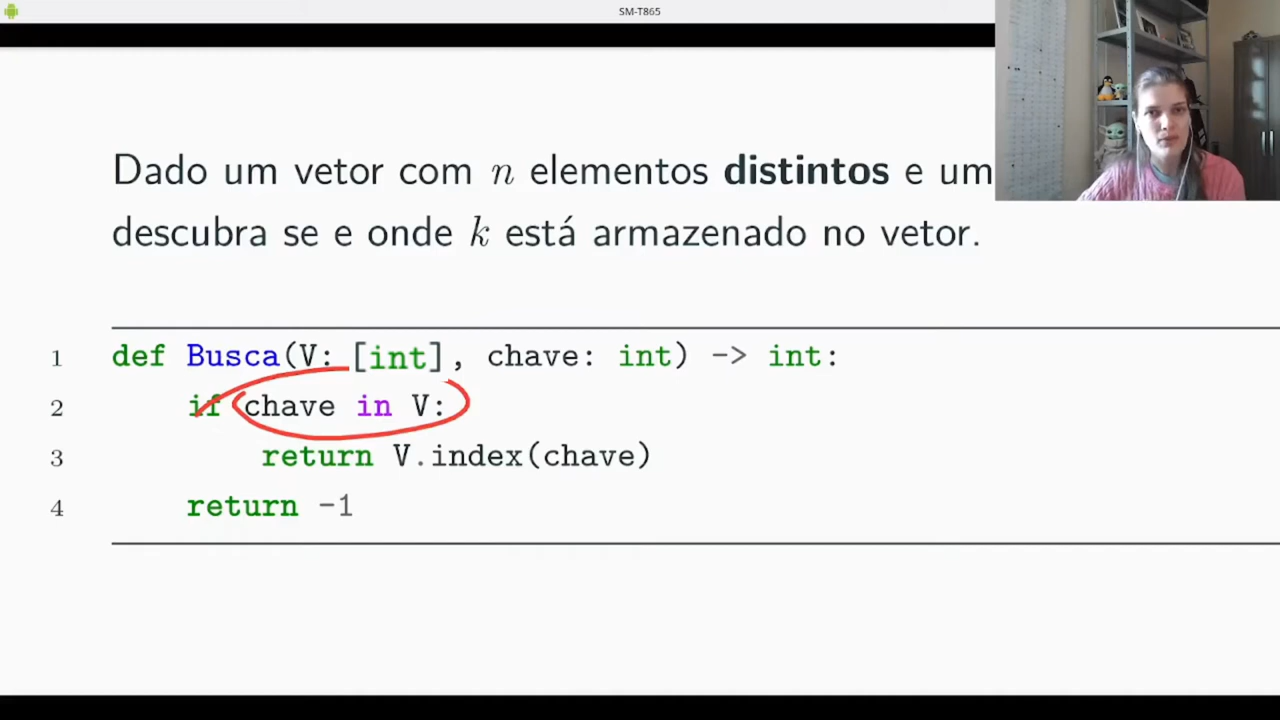 SM-T865
Dado um vetor com n elementos distintos e um
descubra se e onde k está armazenado no vetor.
1 def Busca(V: [int], chave: int) -> int:
2 if chave in V:
3 return V.index(chave)
4 return -1